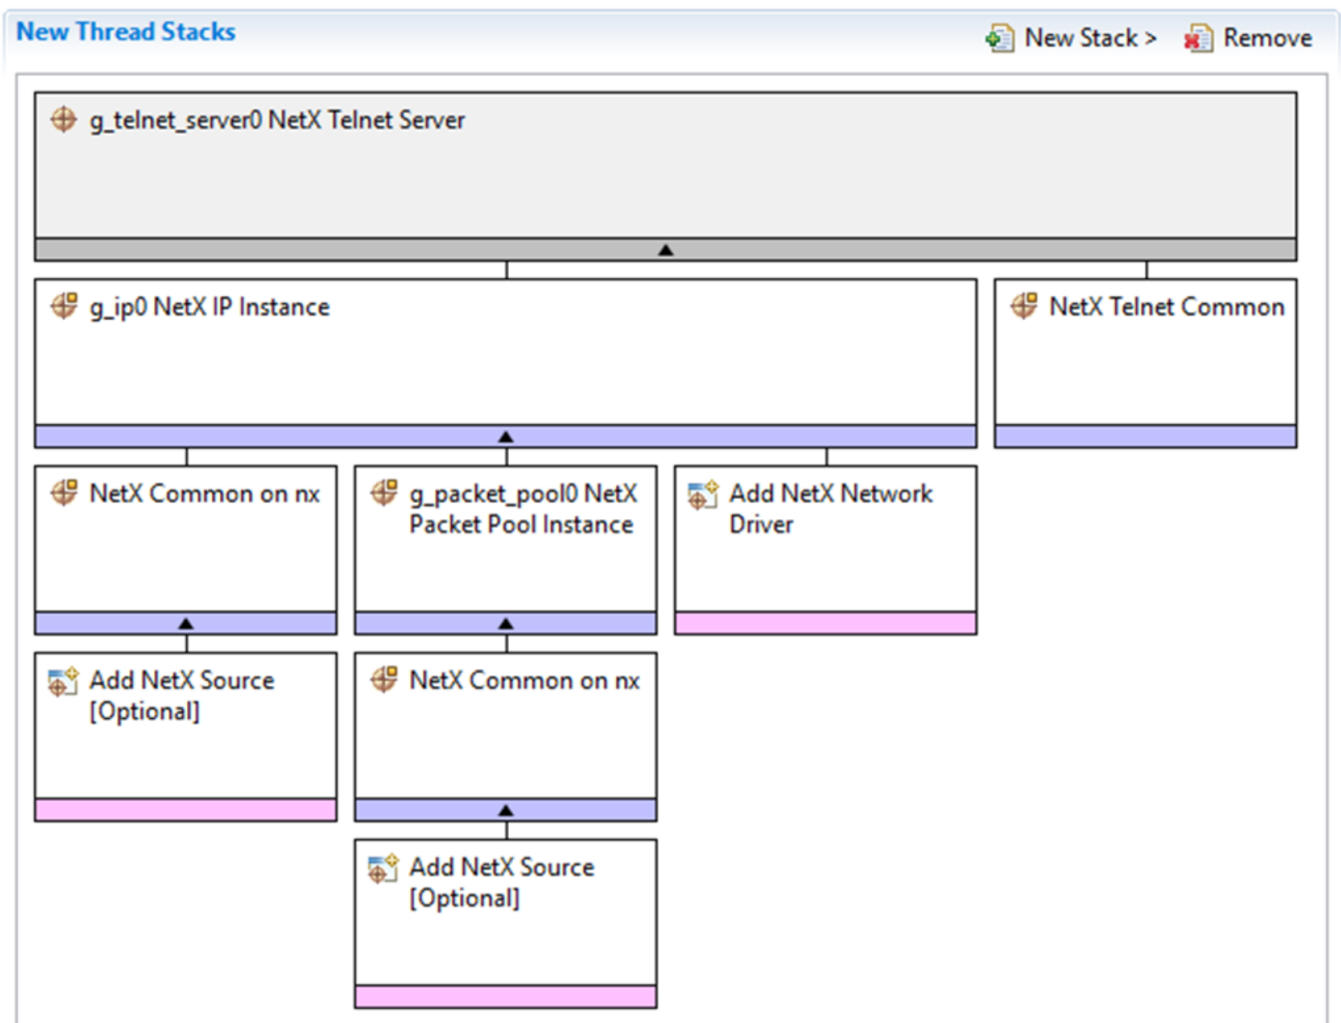 New Thread Stacks
New Stack >
Remove
g_telnet_server0 NetX Telnet Server
g_ip0 NetX IP Instance
NetX Telnet Common
NetX Common on nx
g_packet_pool0 NetX
Packet Pool Instance
Add NetX Network
Driver
Add NetX Source
[Optional]
NetX Common on nx
Add NetX Source
[Optional]